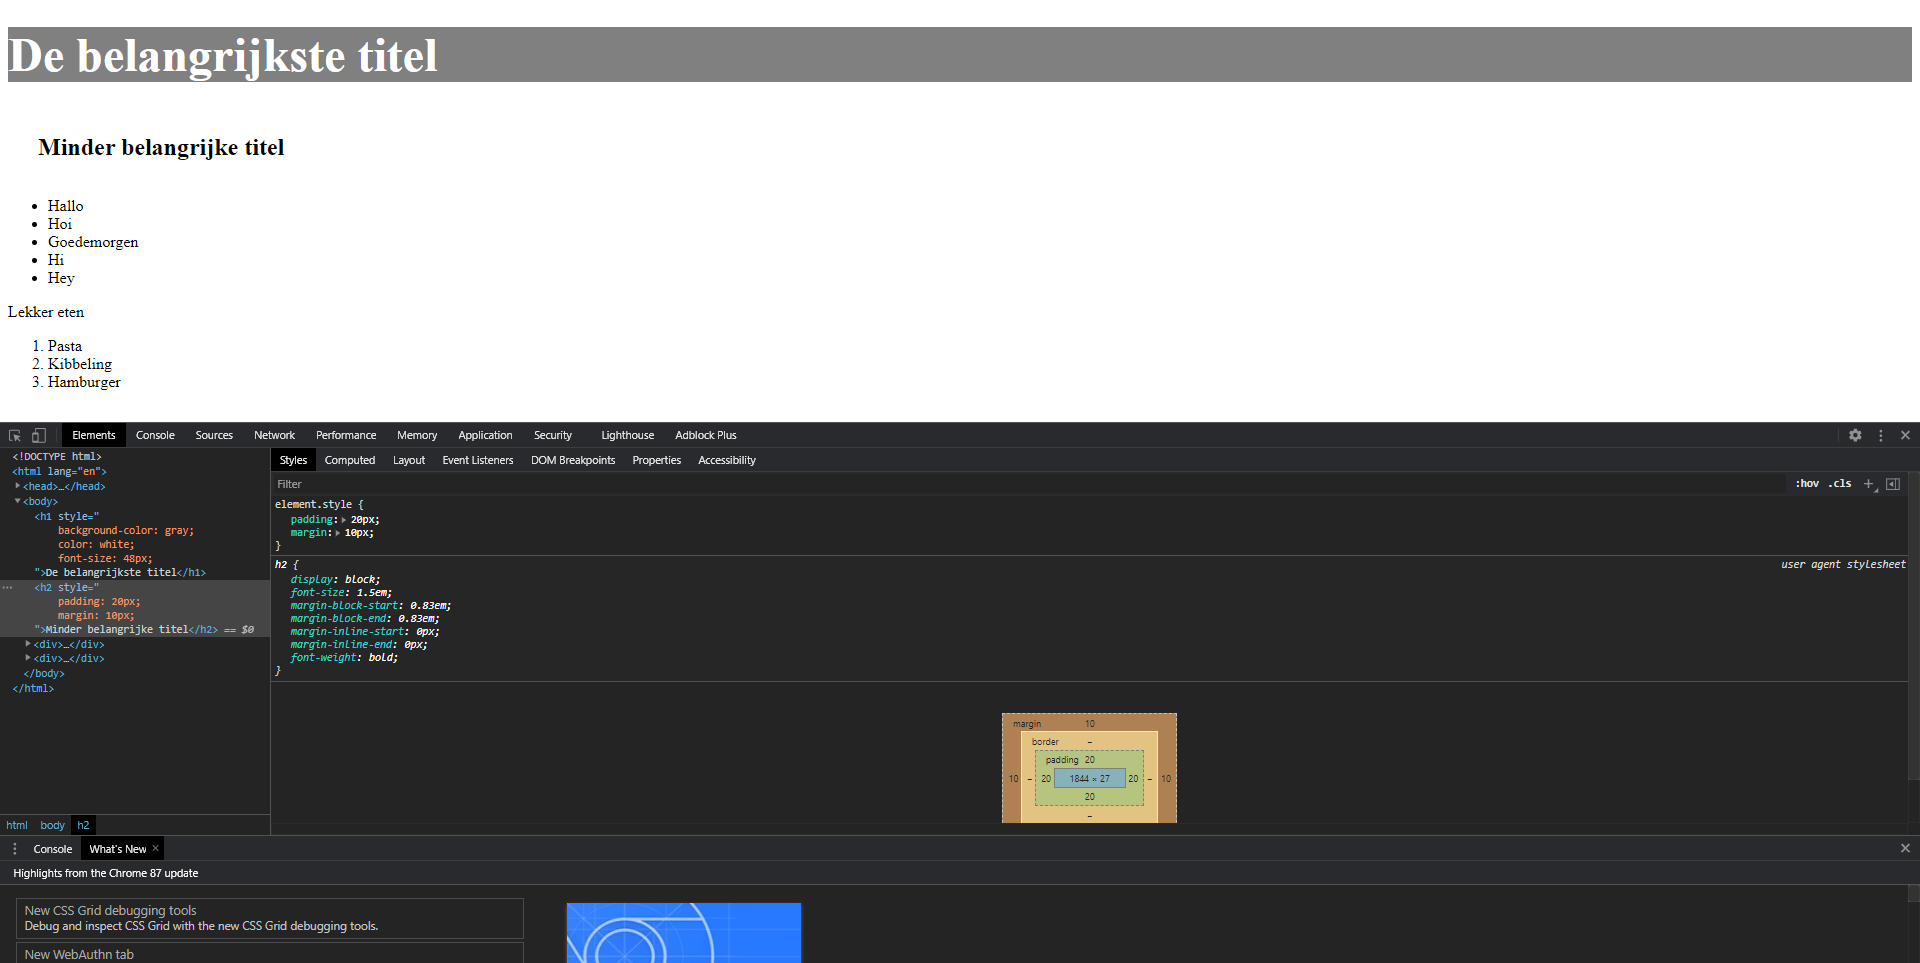 De belangrijkste titel
Minder belangrijke titel
• Hallo
• Hoi
• Goedemorgen
• Hi
• Hey
Lekker eten
1. Pasta
2. Kibbeling
3. Hamburger
Elements Console Sources Network Performance Memory Application Security Lighthouse Adblock Plus
<!DOCTYPE html>
<html lang="en">
<head>…</head>
<body>
<h1 style="
background-color: gray;
color: white;
font-size: 48px;
">De belangrijkste titel</h1>
<h2 style="
padding: 20px;
margin: 10px;
">Minder belangrijke titel</h2> == $0
<div>…</div>
<div>…</div>
</body>
</html>
html body h2
Styles Computed Layout Event Listeners DOM Breakpoints Properties Accessibility
Filter :hov .cls +
element.style {
padding: 20px;
margin: 10px;
}
h2 { user agent stylesheet
display: block;
font-size: 1.5em;
margin-block-start: 0.83em;
margin-block-end: 0.83em;
margin-inline-start: 0px;
margin-inline-end: 0px;
font-weight: bold;
}
margin 10
border –
padding 20
10 – 20 1844 × 27 20 – 10
20
–
Console What's New ×
Highlights from the Chrome 87 update
New CSS Grid debugging tools
Debug and inspect CSS Grid with the new CSS Grid debugging tools.
New WebAuthn tab